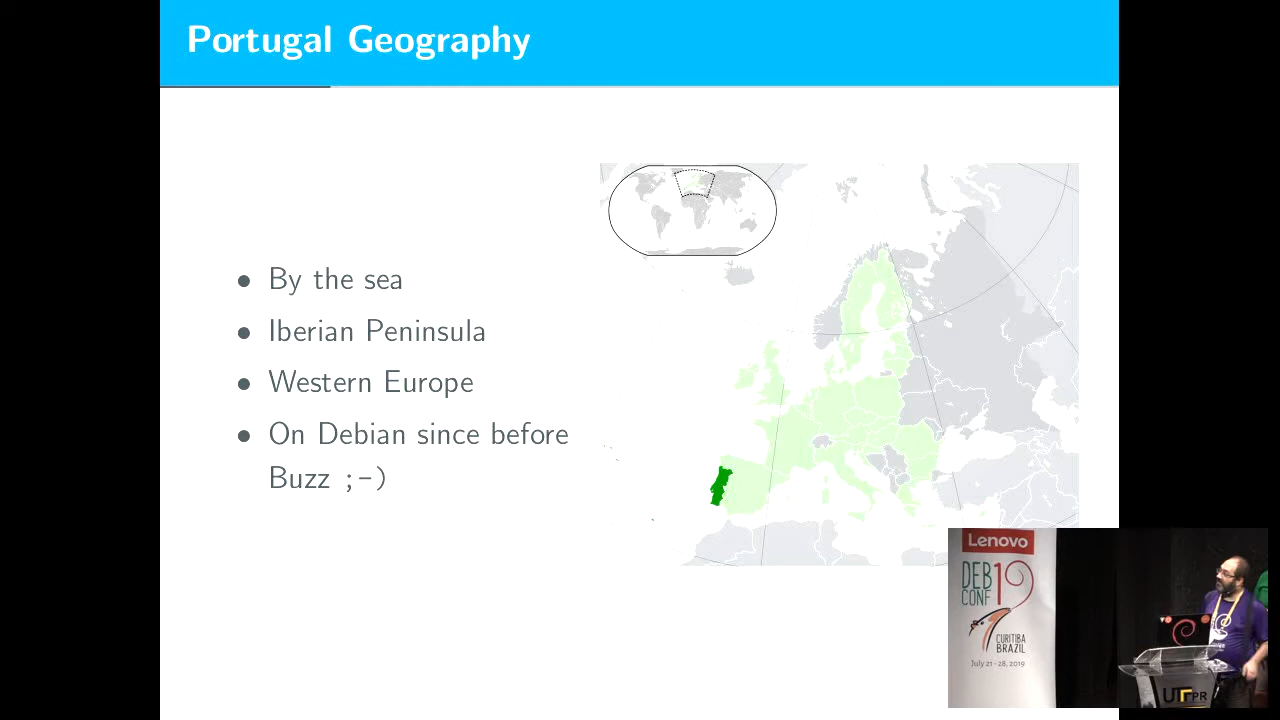 Portugal Geography
• By the sea
• Iberian Peninsula
• Western Europe
• On Debian since before
Buzz ;-)
Lenovo
DEB
CONF 19
CURITIBA
BRAZIL
July 21 - 28, 2019
UTFPR